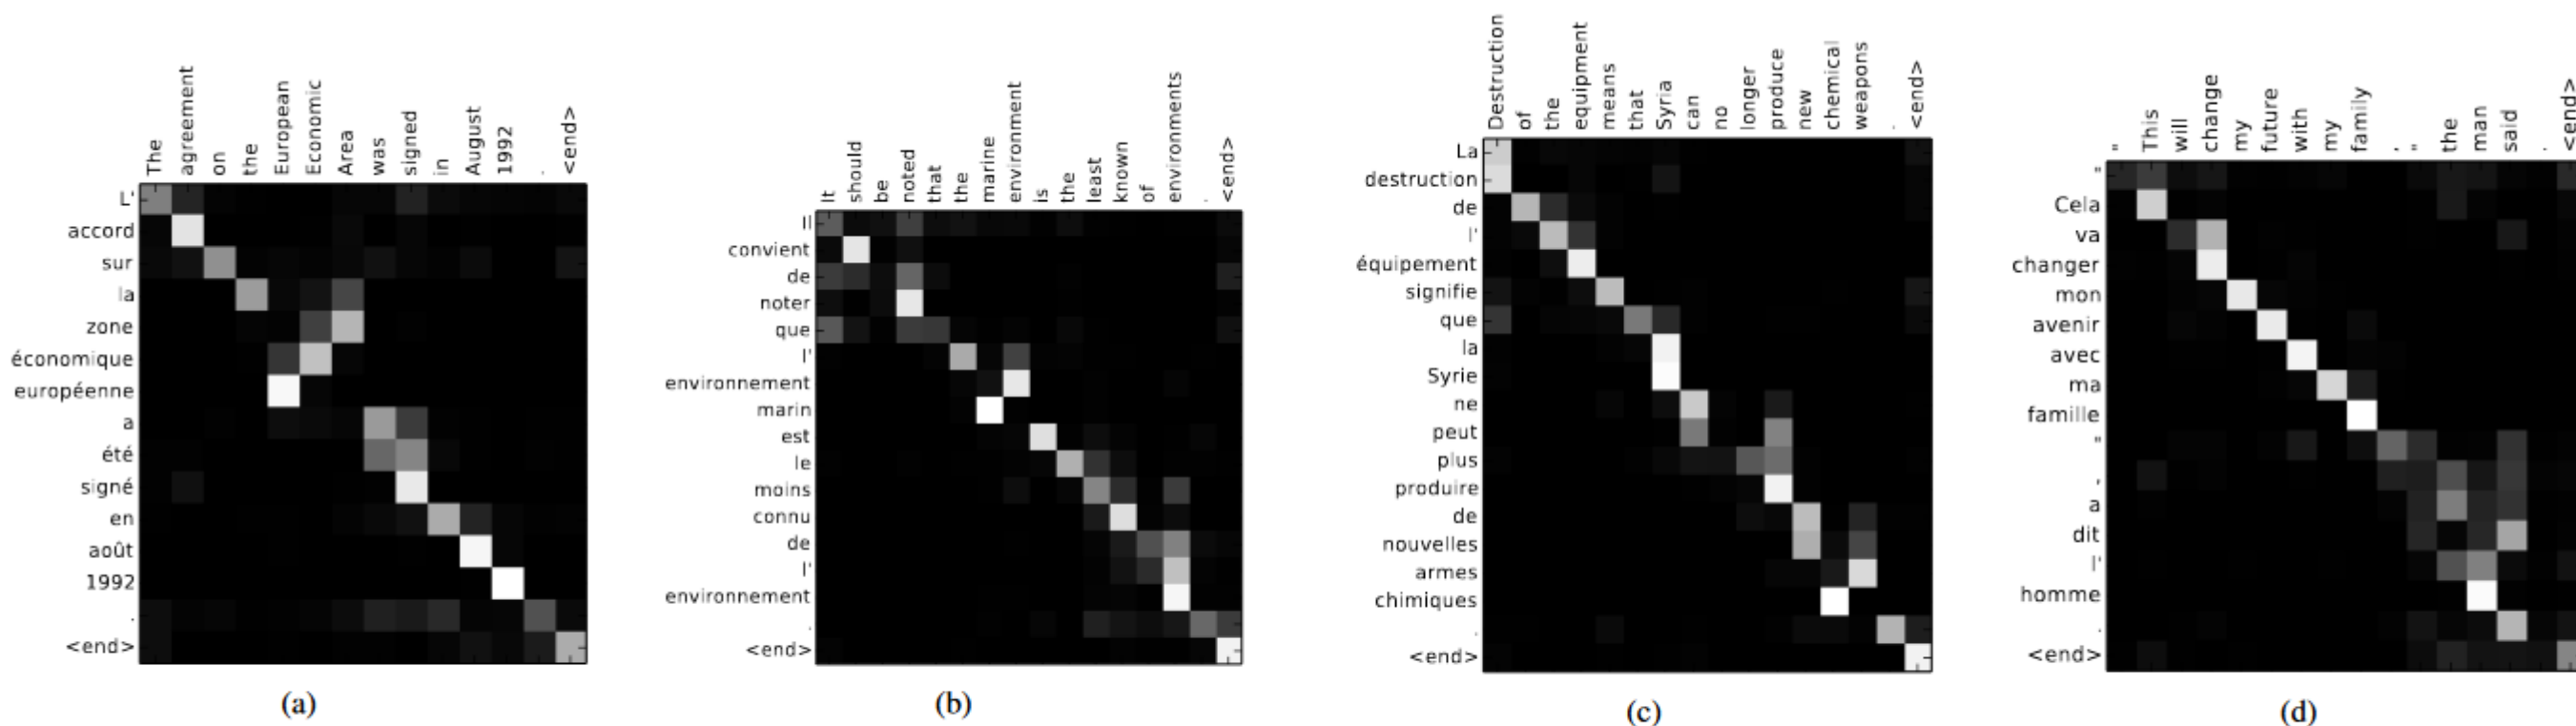 The agreement on the European Economic Area was signed in August 1992 . <end>
L'
accord
sur
la
zone
économique
européenne
a
été
signé
en
août
1992
.
<end>
(a)
It should be noted that the marine environment is the least known of environments . <end>
Il
convient
de
noter
que
l'
environnement
marin
est
le
moins
connu
de
l'
environnement
.
<end>
(b)
Destruction of the equipment means that Syria can no longer produce new chemical weapons . <end>
La
destruction
de
l'
équipement
signifie
que
la
Syrie
ne
peut
plus
produire
de
nouvelles
armes
chimiques
.
<end>
(c)
" This will change my future with my family , " the man said . <end>
"
Cela
va
changer
mon
avenir
avec
ma
famille
"
,
a
dit
l'
homme
.
<end>
(d)